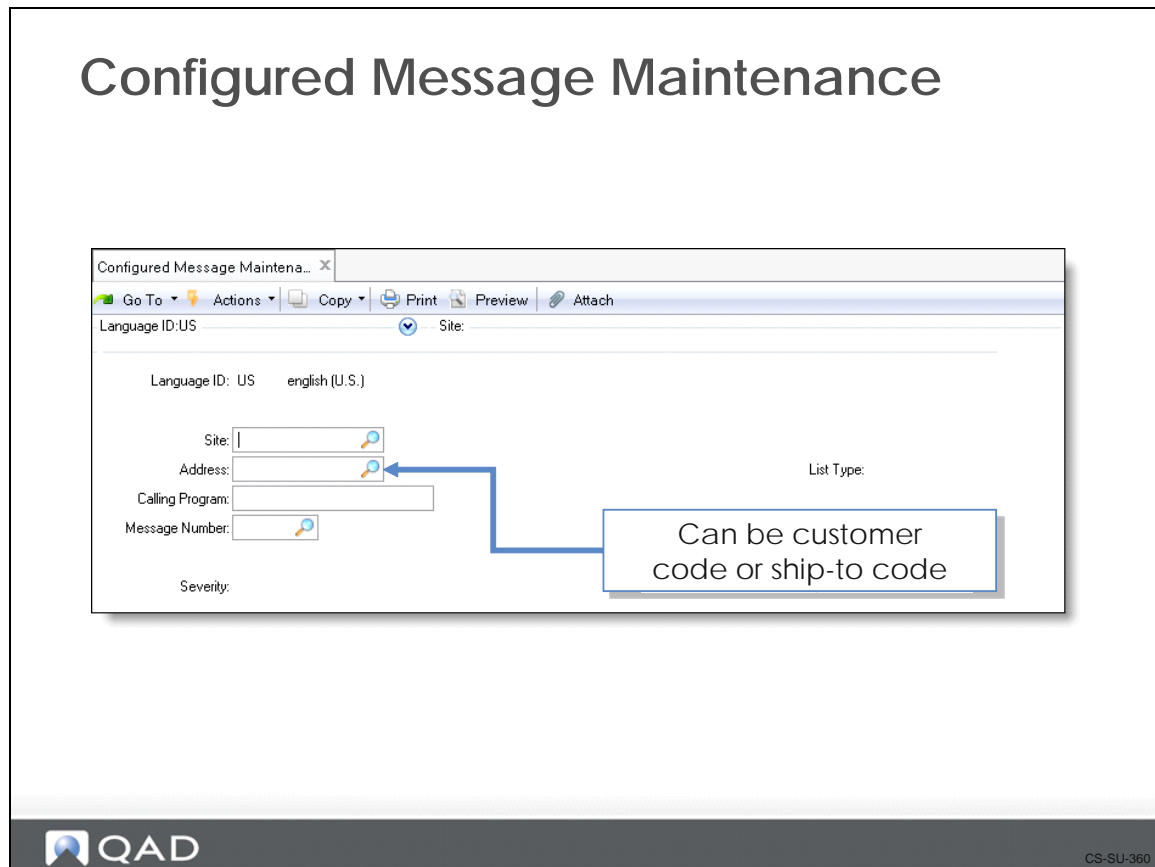 Configured Message Maintenance
Configured Message Maintena...
Go To Actions Copy Print Preview Attach
Language ID:US Site:
Language ID: US english (U.S.)
Site:
Address: List Type:
Calling Program:
Message Number:
Can be customer
code or ship-to code
Severity:
QAD
CS-SU-360